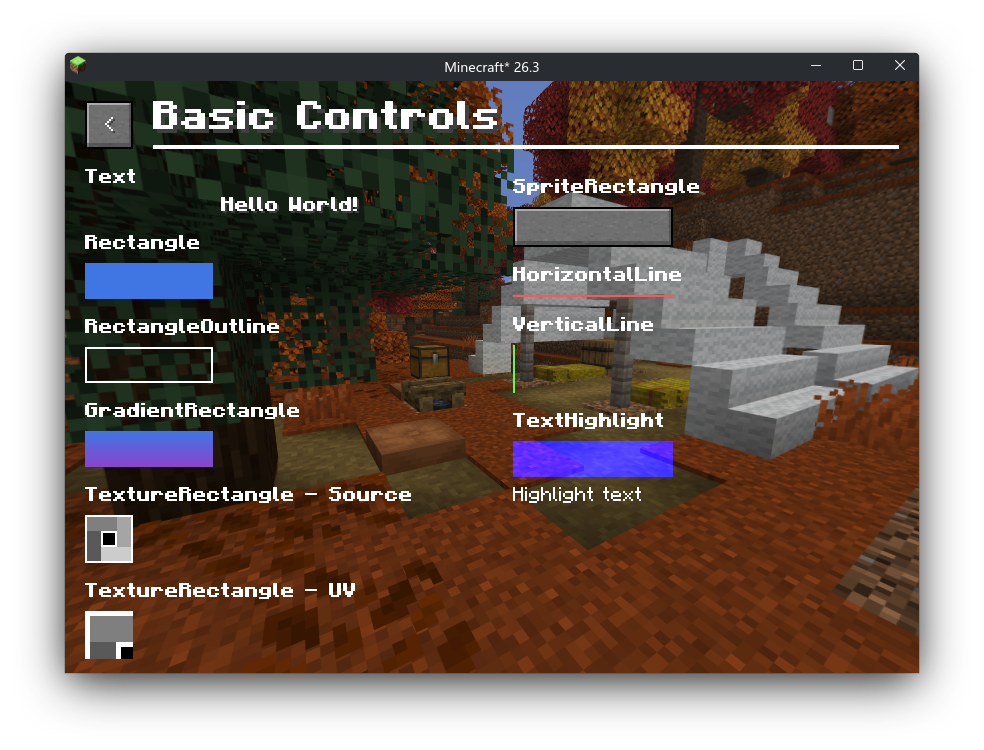 Minecraft* 26.3
Basic Controls
Text
Hello World!
Rectangle
RectangleOutline
GradientRectangle
TextureRectangle - Source
TextureRectangle - UV
SpriteRectangle
HorizontalLine
VerticalLine
TextHighlight
Highlight text